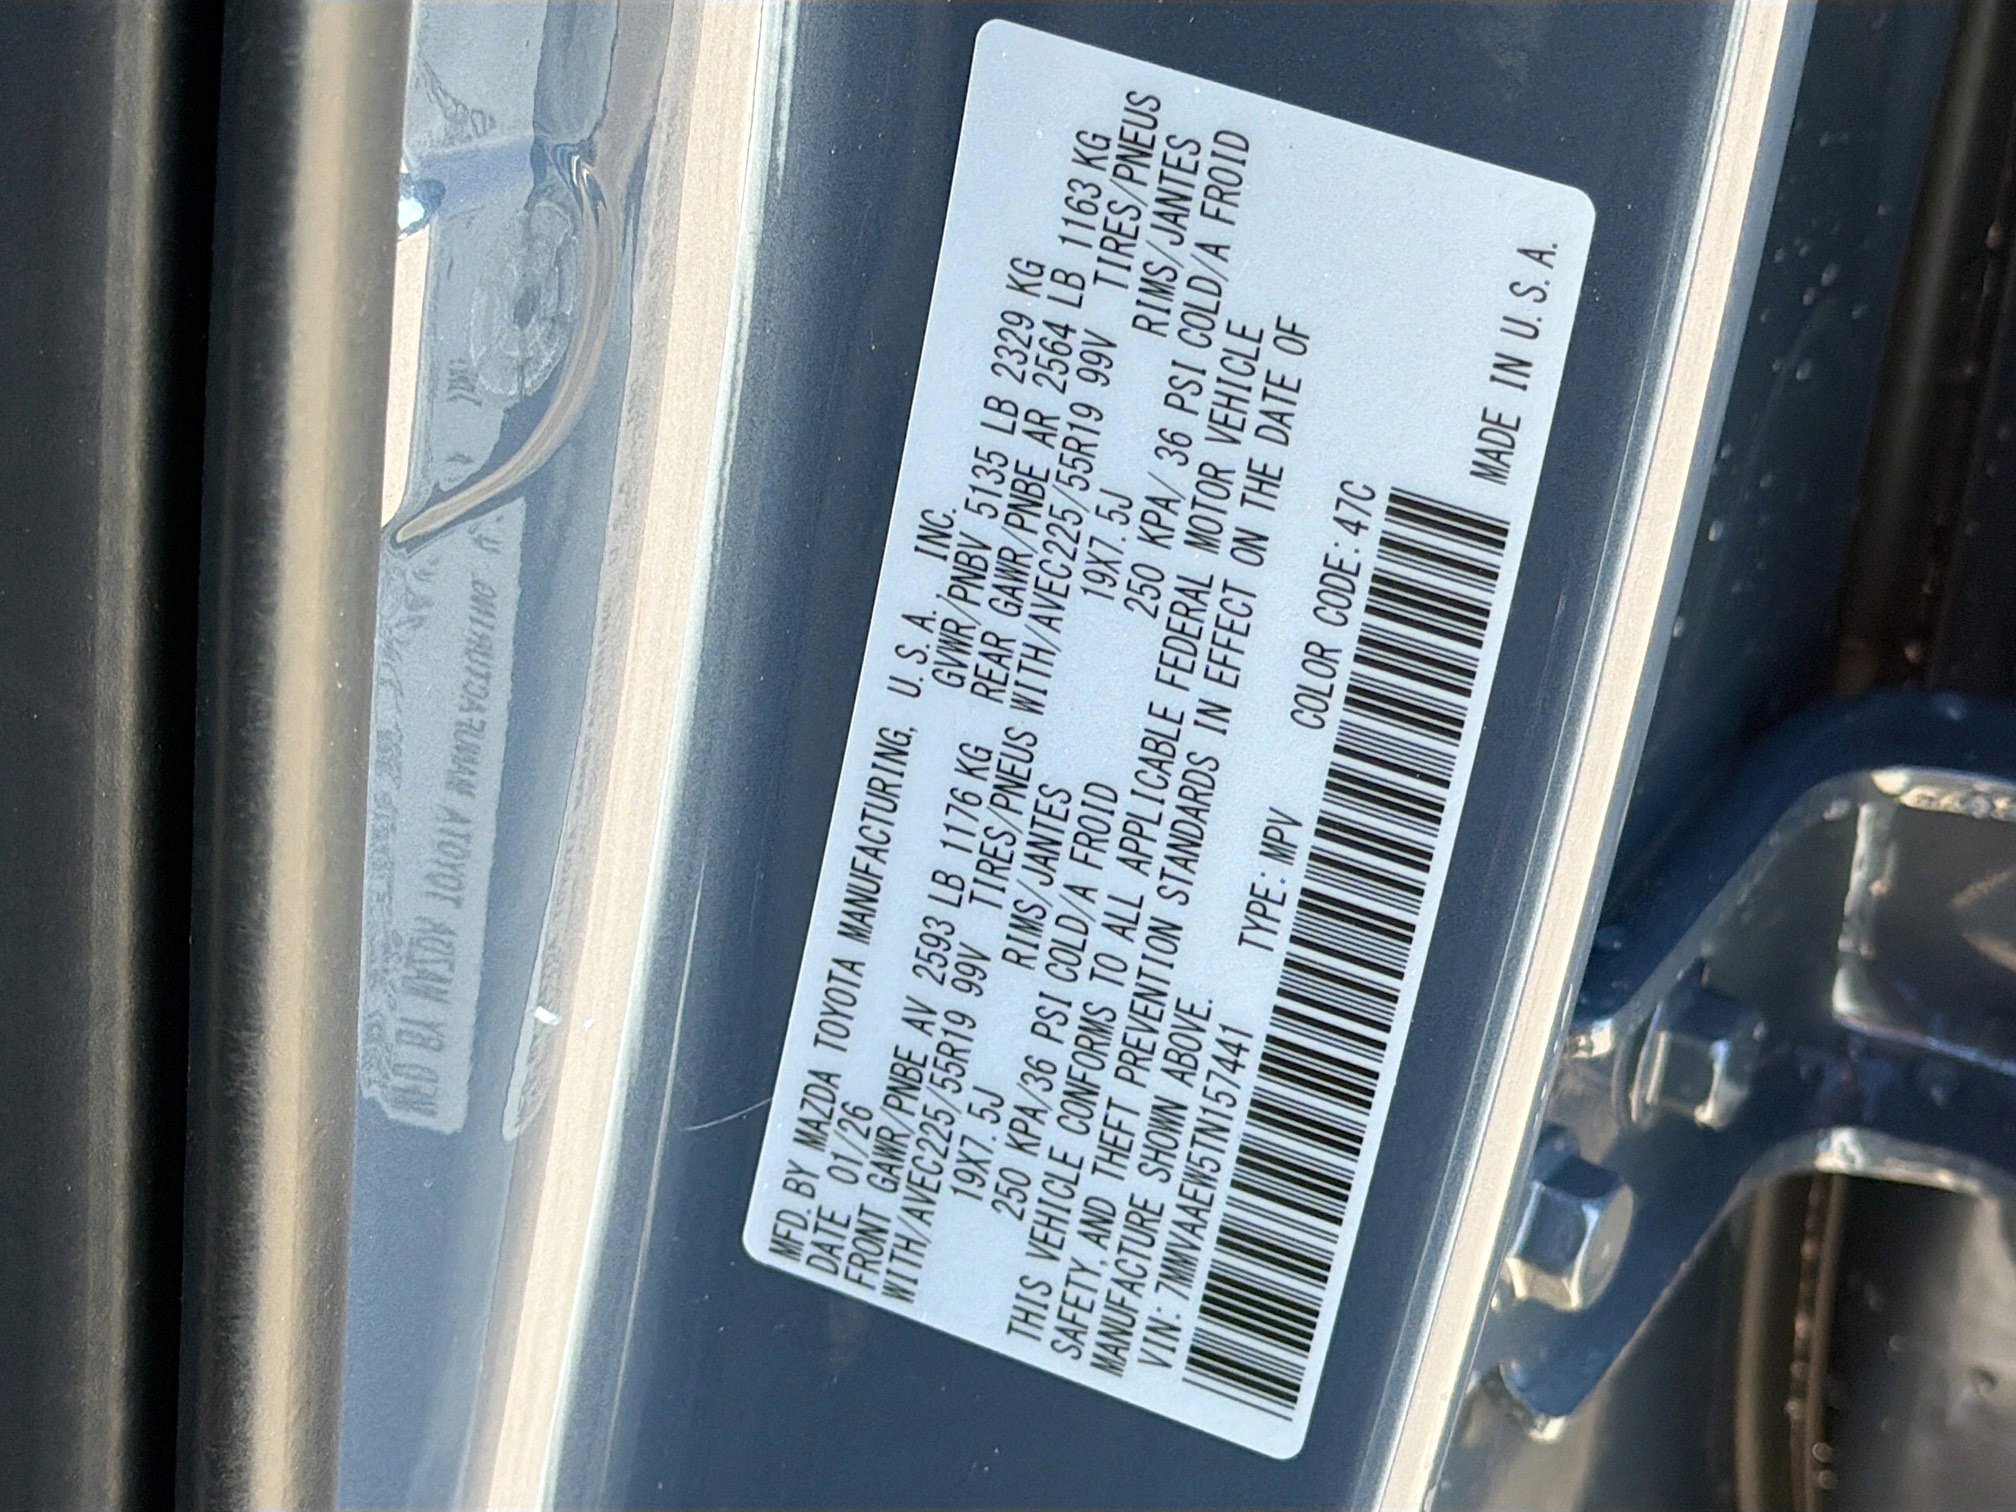 MFD. BY MAZDA TOYOTA MANUFACTURING, U.S.A. INC.
DATE 01/26 GVWR/PNBV 5135 LB 2329 KG
FRONT GAWR/PNBE AV 2593 LB 1176 KG REAR GAWR/PNBE AR 2564 LB 1163 KG
WITH/AVEC225/55R19 99V TIRES/PNEUS WITH/AVEC225/55R19 99V TIRES/PNEUS
19X7.5J RIMS/JANTES 19X7.5J RIMS/JANTES
250 KPA/36 PSI COLD/A FROID 250 KPA/ 36 PSI COLD/A FROID
THIS VEHICLE CONFORMS TO ALL APPLICABLE FEDERAL MOTOR VEHICLE
SAFETY, AND THEFT PREVENTION STANDARDS IN EFFECT ON THE DATE OF
MANUFACTURE SHOWN ABOVE.
VIN: 7MMVAAEW5TN157441 TYPE: MPV COLOR CODE: 47C
MADE IN U.S.A.